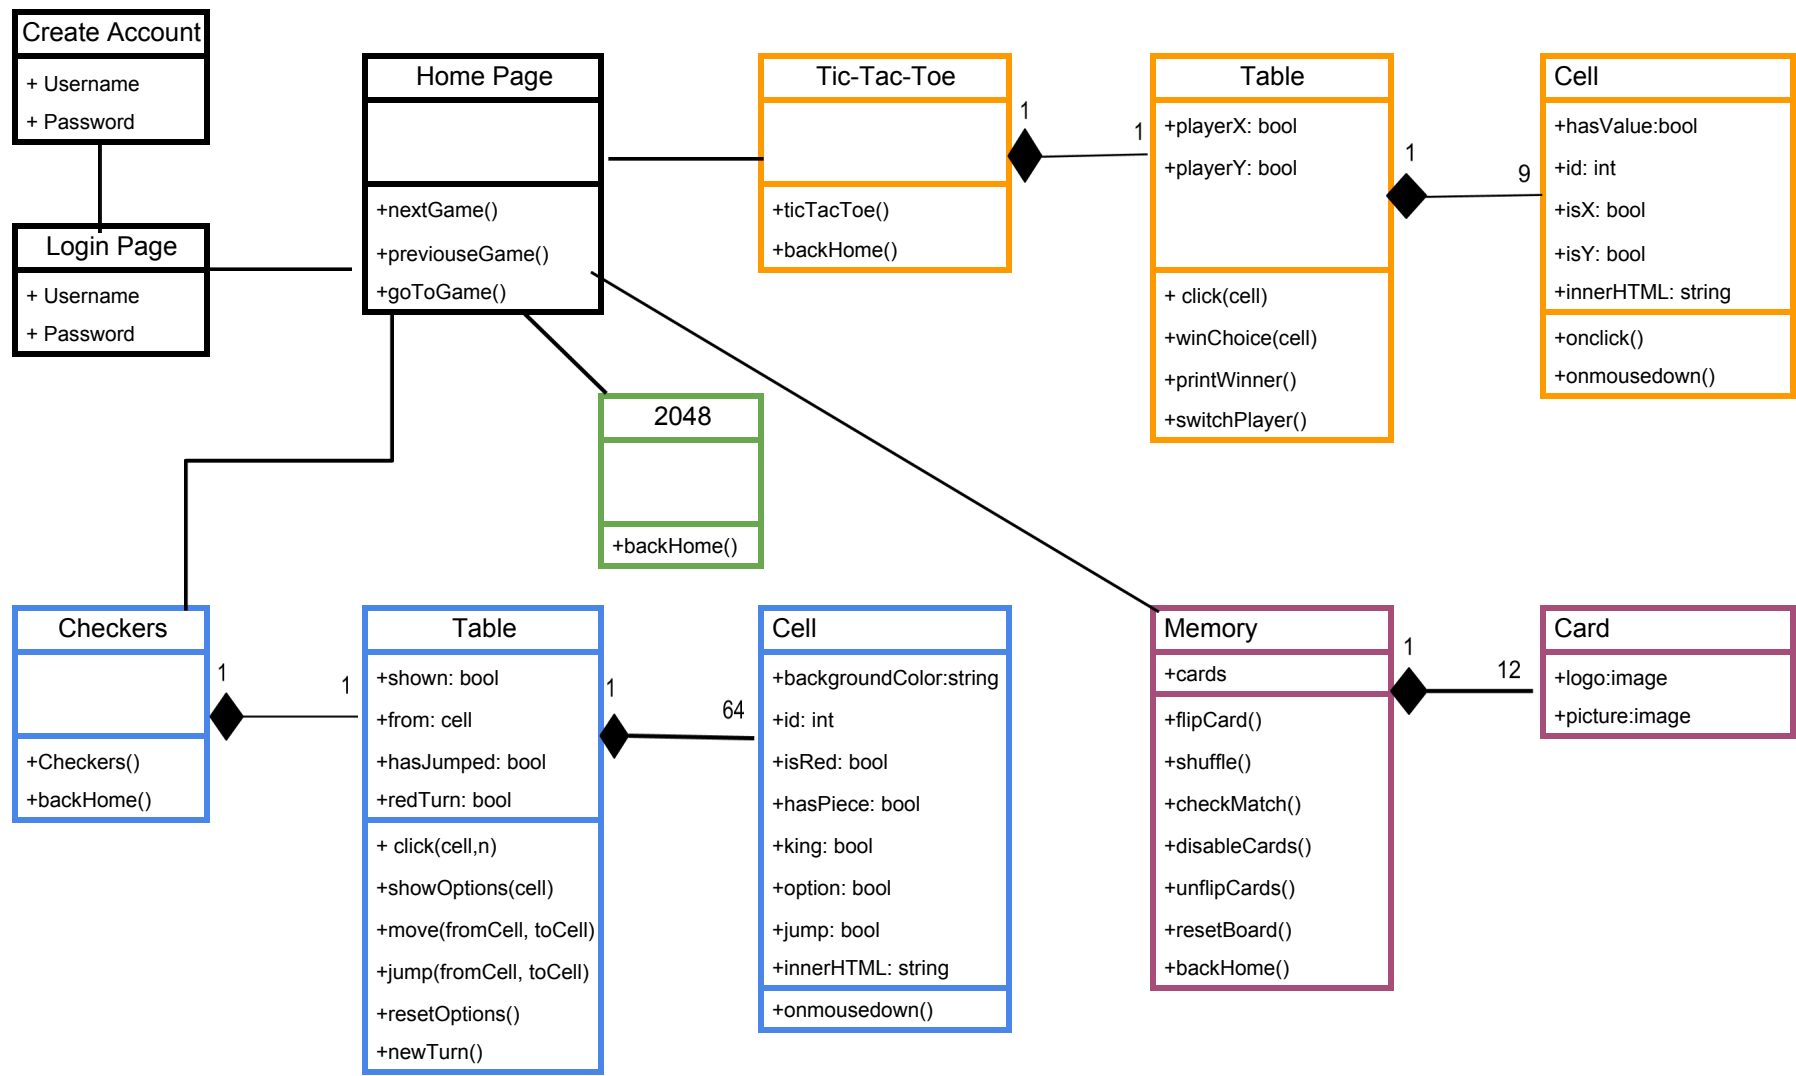 Create Account
+ Username
+ Password
Login Page
+ Username
+ Password
Home Page
+nextGame()
+previouseGame()
+goToGame()
Tic-Tac-Toe
+ticTacToe()
+backHome()
1
1
Table
+playerX: bool
+playerY: bool
+ click(cell)
+winChoice(cell)
+printWinner()
+switchPlayer()
1
9
Cell
+hasValue:bool
+id: int
+isX: bool
+isY: bool
+innerHTML: string
+onclick()
+onmousedown()
2048
+backHome()
Checkers
+Checkers()
+backHome()
1
1
Table
+shown: bool
+from: cell
+hasJumped: bool
+redTurn: bool
+ click(cell,n)
+showOptions(cell)
+move(fromCell, toCell)
+jump(fromCell, toCell)
+resetOptions()
+newTurn()
1
64
Cell
+backgroundColor:string
+id: int
+isRed: bool
+hasPiece: bool
+king: bool
+option: bool
+jump: bool
+innerHTML: string
+onmousedown()
Memory
+cards
+flipCard()
+shuffle()
+checkMatch()
+disableCards()
+unflipCards()
+resetBoard()
+backHome()
1
12
Card
+logo:image
+picture:image